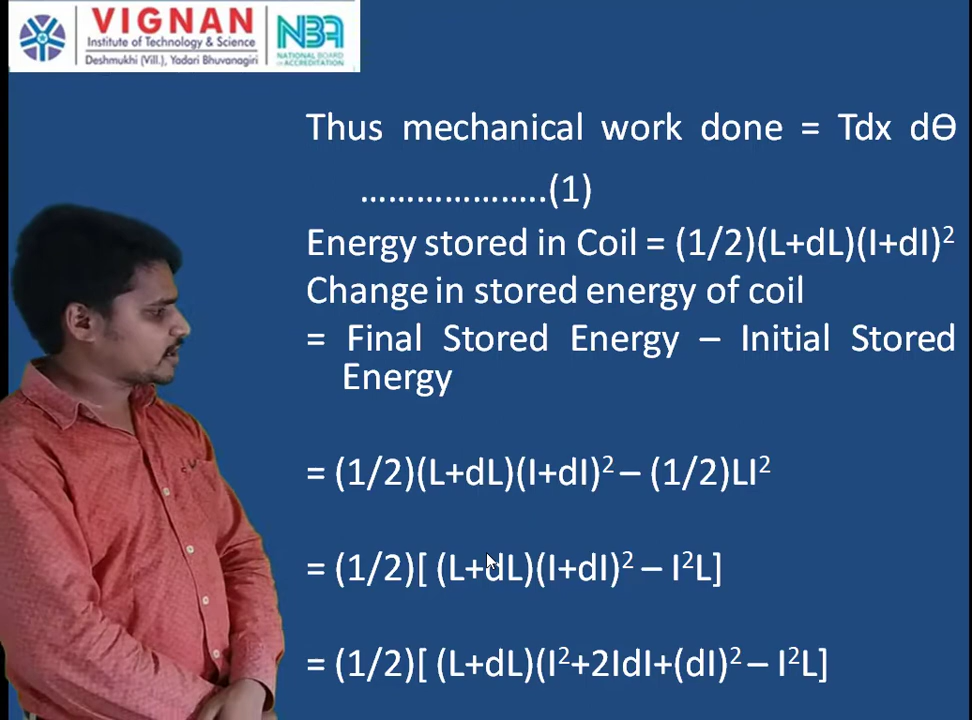 VIGNAN
Institute of Technology & Science
Deshmukhi (Vill.), Yadari Bhuvanagiri
NBA
NATIONAL BOARD
OF ACCREDITATION
Thus mechanical work done = Tdx dƟ
………………..(1)
Energy stored in Coil = (1/2)(L+dL)(I+dI)²
Change in stored energy of coil
= Final Stored Energy – Initial Stored
Energy
= (1/2)(L+dL)(I+dI)² – (1/2)LI²
= (1/2)[ (L+dL)(I+dI)² – I²L]
= (1/2)[ (L+dL)(I²+2IdI+(dI)² – I²L]